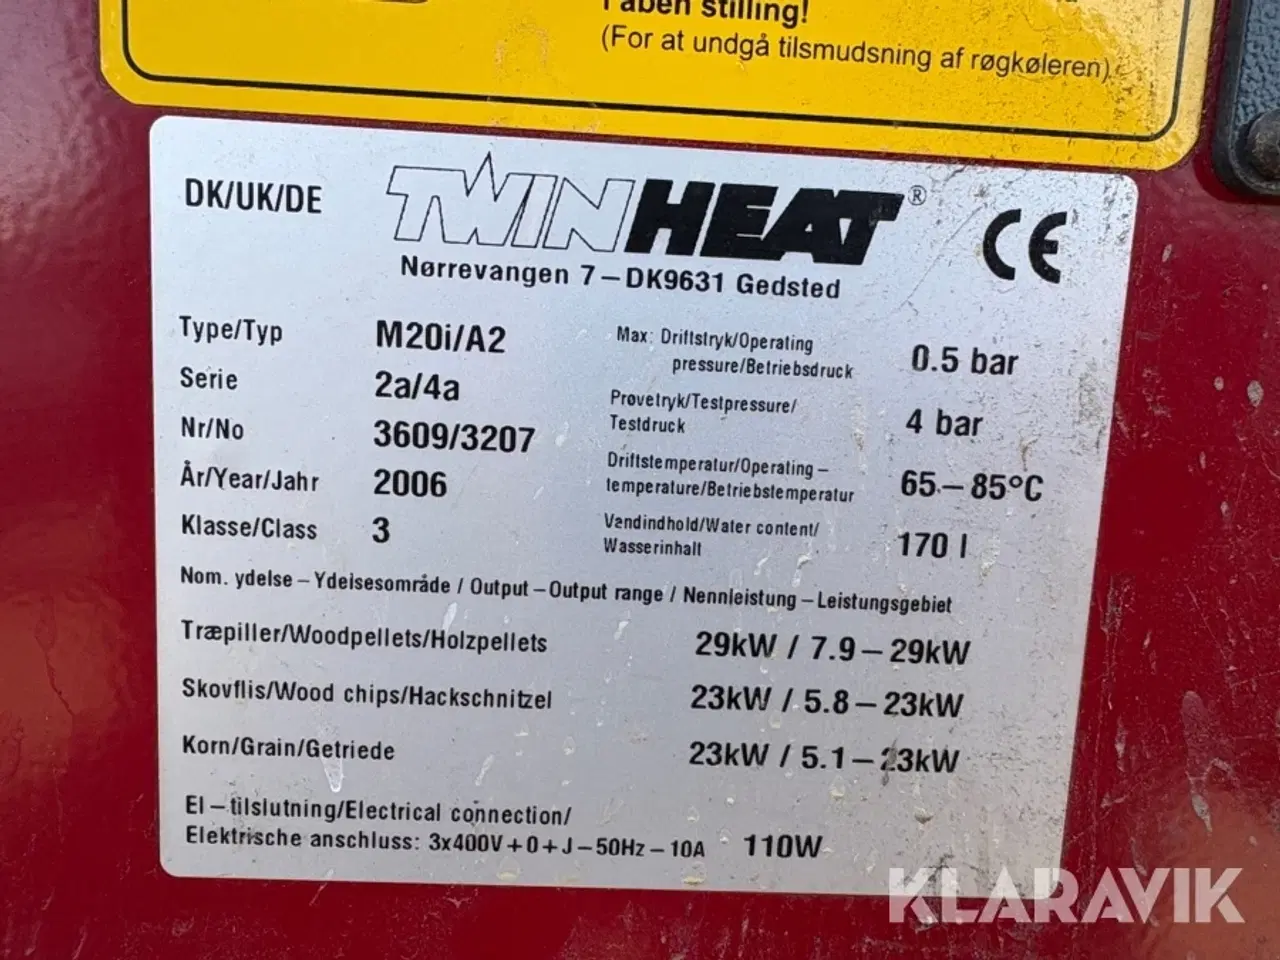 I åben stilling!
(For at undgå tilsmudsning af røgkøleren)
DK/UK/DE
TWINHEAT®
CE
Nørrevangen 7 – DK9631 Gedsted
Type/Typ M20i/A2
Serie 2a/4a
Nr/No 3609/3207
År/Year/Jahr 2006
Klasse/Class 3
Max: Driftstryk/Operating
pressure/Betriebsdruck 0.5 bar
Prøvetryk/Testpressure/
Testdruck 4 bar
Driftstemperatur/Operating –
temperature/Betriebstemperatur 65 – 85°C
Vandindhold/Water content/
Wasserinhalt 170 l
Nom. ydelse – Ydelsesområde / Output – Output range / Nennleistung – Leistungsgebiet
Træpiller/Woodpellets/Holzpellets 29kW / 7.9 – 29kW
Skovflis/Wood chips/Hackschnitzel 23kW / 5.8 – 23kW
Korn/Grain/Getriede 23kW / 5.1 – 23kW
El – tilslutning/Electrical connection/
Elektrische anschluss: 3x400V + 0 + J – 50Hz – 10A 110W
KLARAVIK